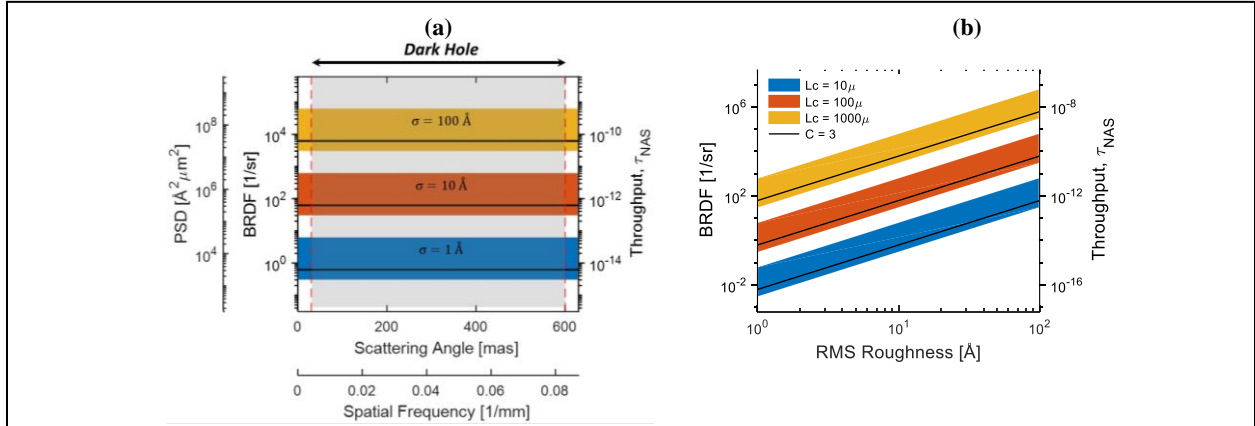 (a)
Dark Hole
PSD [Å²μm²]
10⁸
10⁶
10⁴
BRDF [1/sr]
10⁴
10²
10⁰
σ = 100 Å
σ = 10 Å
σ = 1 Å
10⁻¹⁰
10⁻¹²
10⁻¹⁴
Throughput, τ_NAS
0 200 400 600
Scattering Angle [mas]
0 0.02 0.04 0.06 0.08
Spatial Frequency [1/mm]
(b)
Lc = 10μ
Lc = 100μ
Lc = 1000μ
C = 3
BRDF [1/sr]
10⁶
10²
10⁻²
10⁻⁸
10⁻¹²
10⁻¹⁶
Throughput, τ_NAS
10⁰ 10¹ 10²
RMS Roughness [Å]